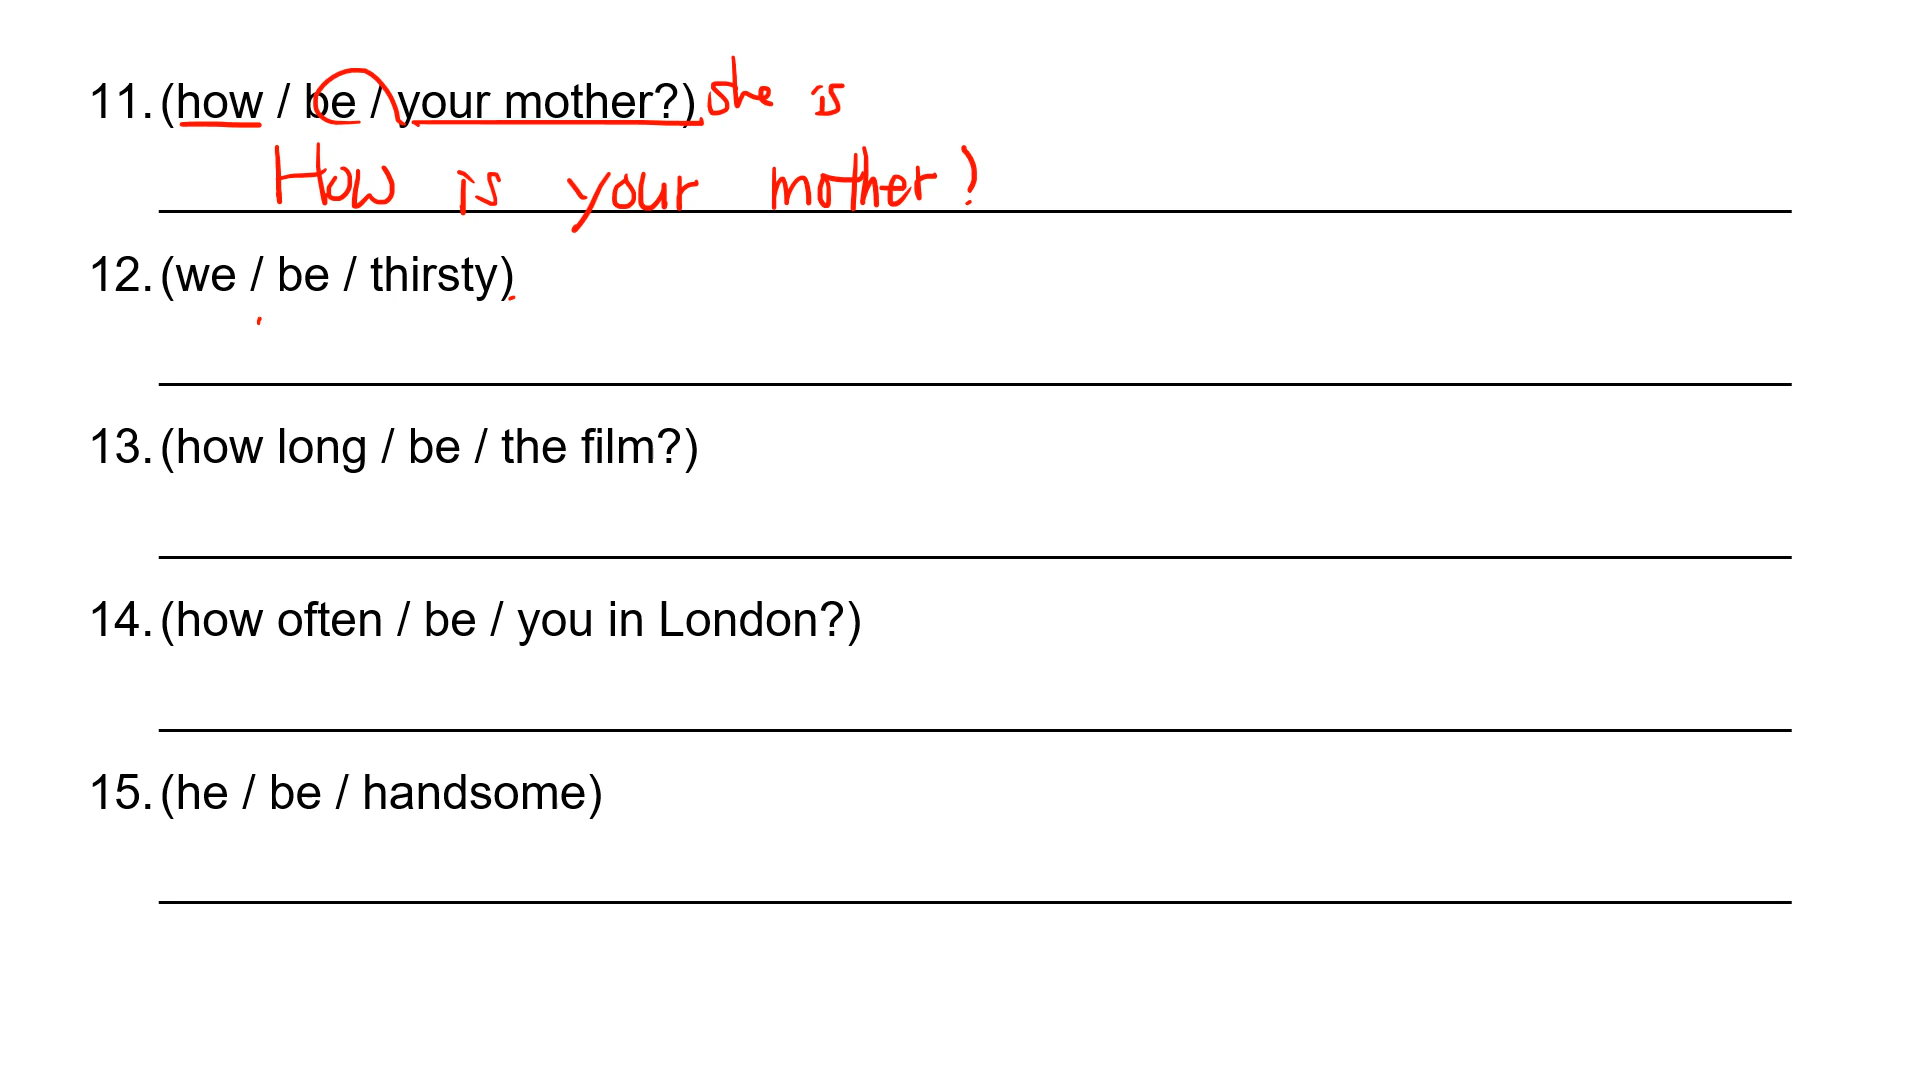 11. (how / be / your mother?) she is
How is your mother?
12. (we / be / thirsty)
13. (how long / be / the film?)
14. (how often / be / you in London?)
15. (he / be / handsome)